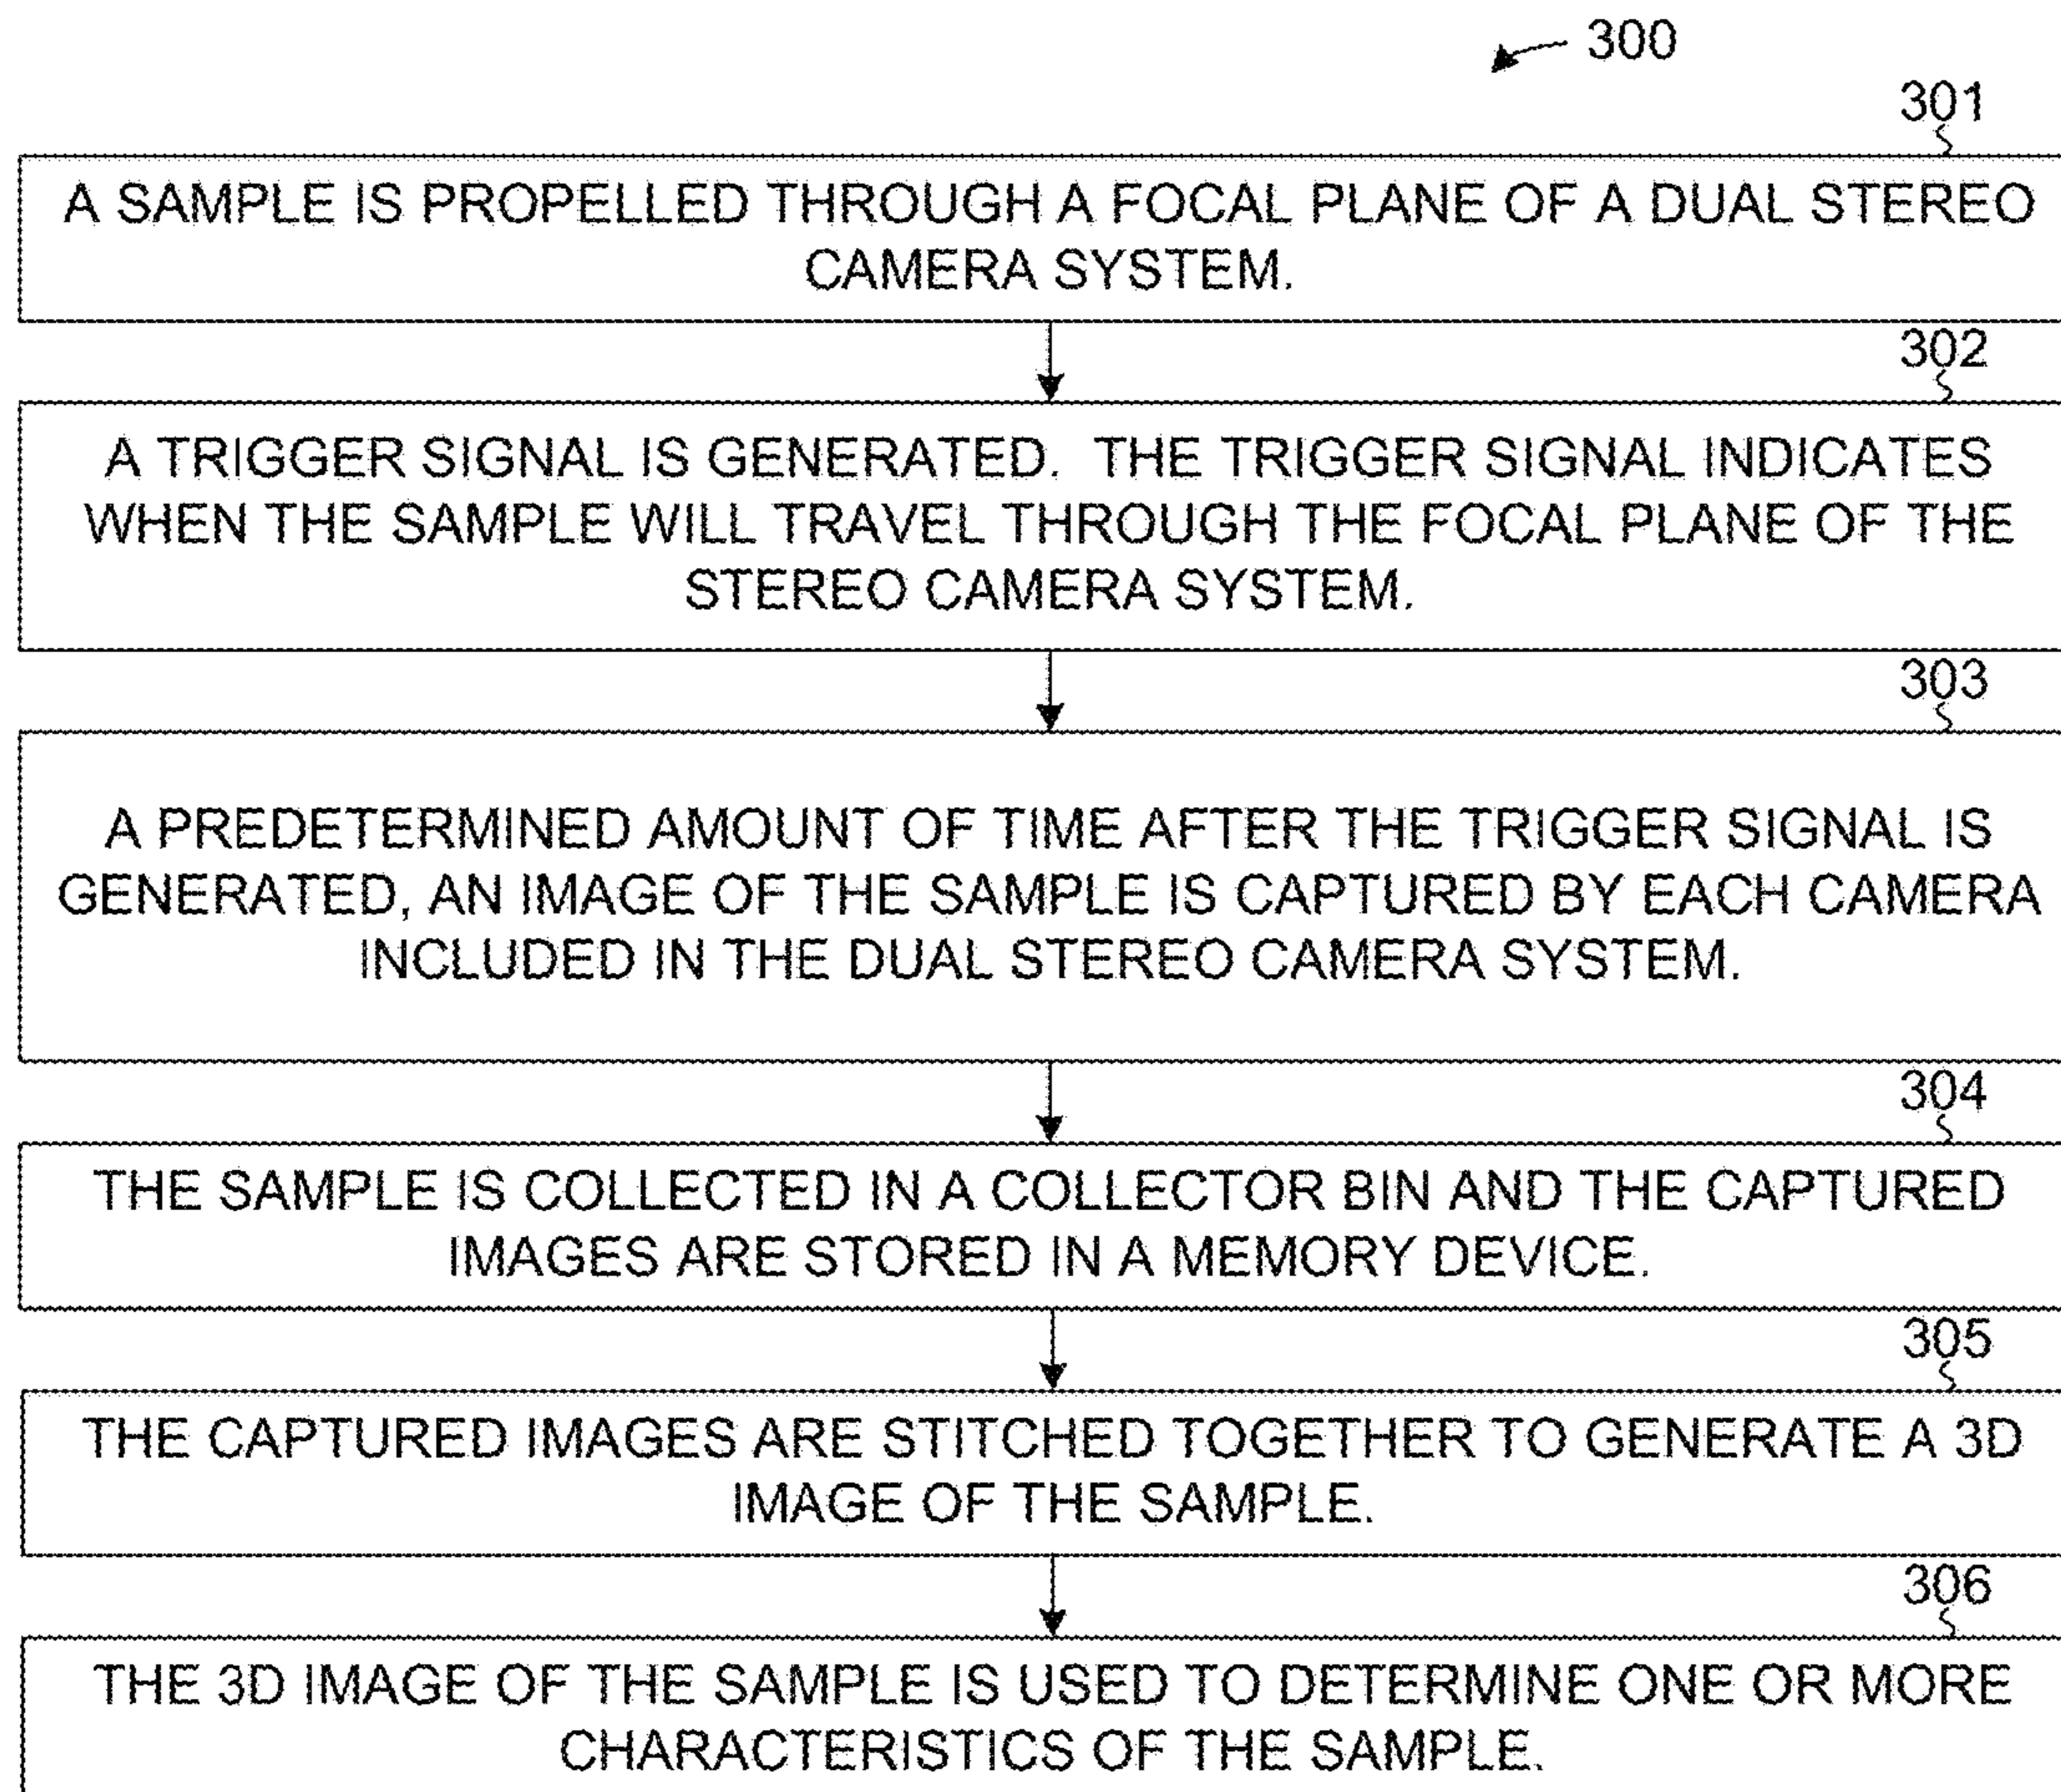 300
301
A SAMPLE IS PROPELLED THROUGH A FOCAL PLANE OF A DUAL STEREO
CAMERA SYSTEM.
302
A TRIGGER SIGNAL IS GENERATED. THE TRIGGER SIGNAL INDICATES
WHEN THE SAMPLE WILL TRAVEL THROUGH THE FOCAL PLANE OF THE
STEREO CAMERA SYSTEM.
303
A PREDETERMINED AMOUNT OF TIME AFTER THE TRIGGER SIGNAL IS
GENERATED, AN IMAGE OF THE SAMPLE IS CAPTURED BY EACH CAMERA
INCLUDED IN THE DUAL STEREO CAMERA SYSTEM.
304
THE SAMPLE IS COLLECTED IN A COLLECTOR BIN AND THE CAPTURED
IMAGES ARE STORED IN A MEMORY DEVICE.
305
THE CAPTURED IMAGES ARE STITCHED TOGETHER TO GENERATE A 3D
IMAGE OF THE SAMPLE.
306
THE 3D IMAGE OF THE SAMPLE IS USED TO DETERMINE ONE OR MORE
CHARACTERISTICS OF THE SAMPLE.